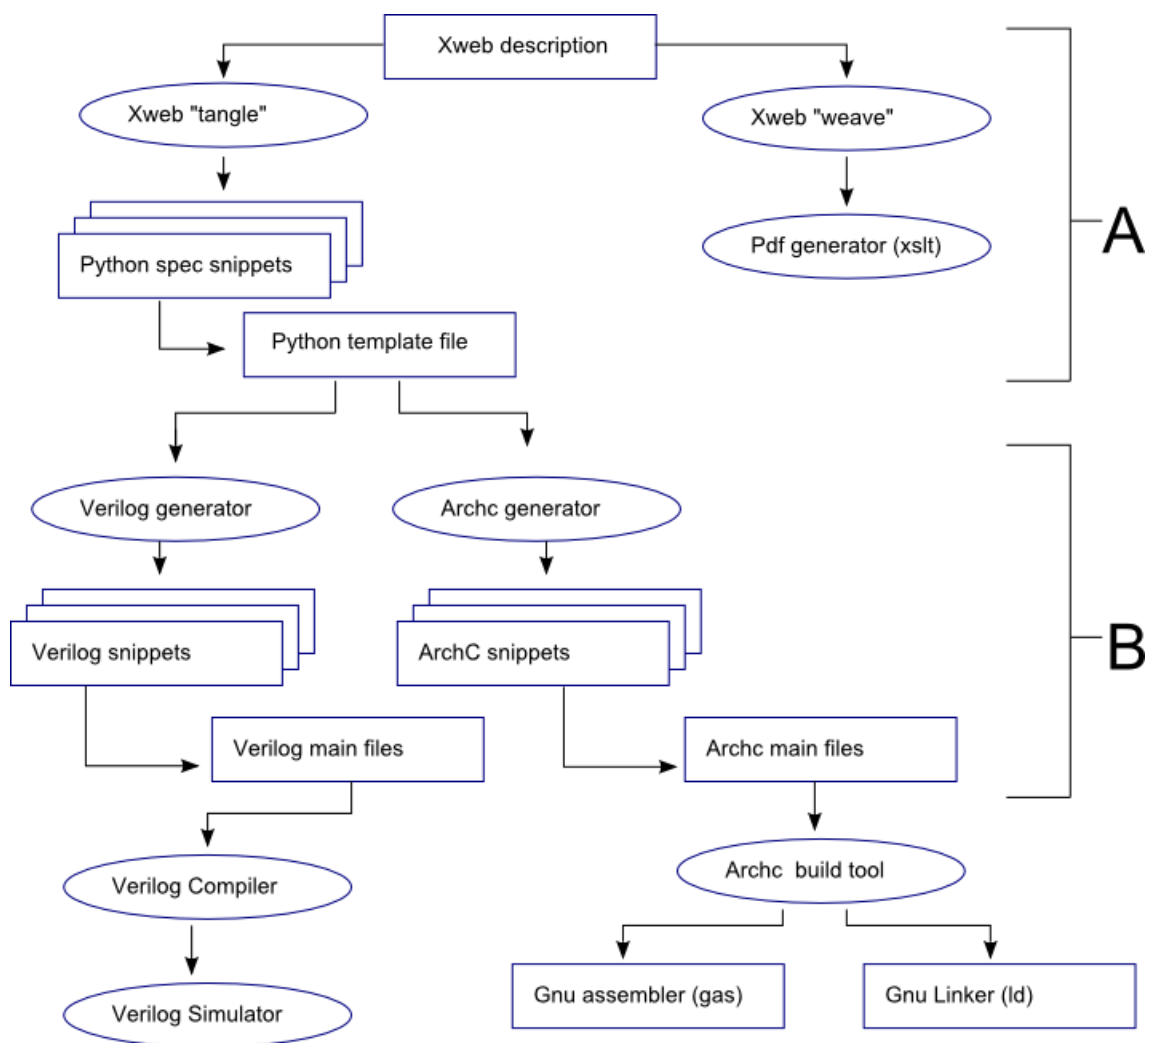 Xweb description
Xweb "tangle"
Xweb "weave"
A
Pdf generator (xslt)
Python spec snippets
Python template file
Verilog generator
Archc generator
B
Verilog snippets
ArchC snippets
Verilog main files
Archc main files
Verilog Compiler
Archc  build tool
Gnu assembler (gas)
Gnu Linker (ld)
Verilog Simulator